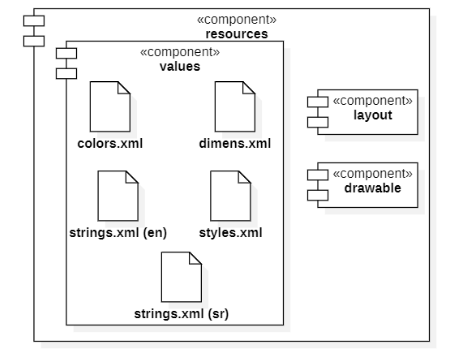 «component»
resources
«component»
values
colors.xml
dimens.xml
strings.xml (en)
styles.xml
strings.xml (sr)
«component»
layout
«component»
drawable